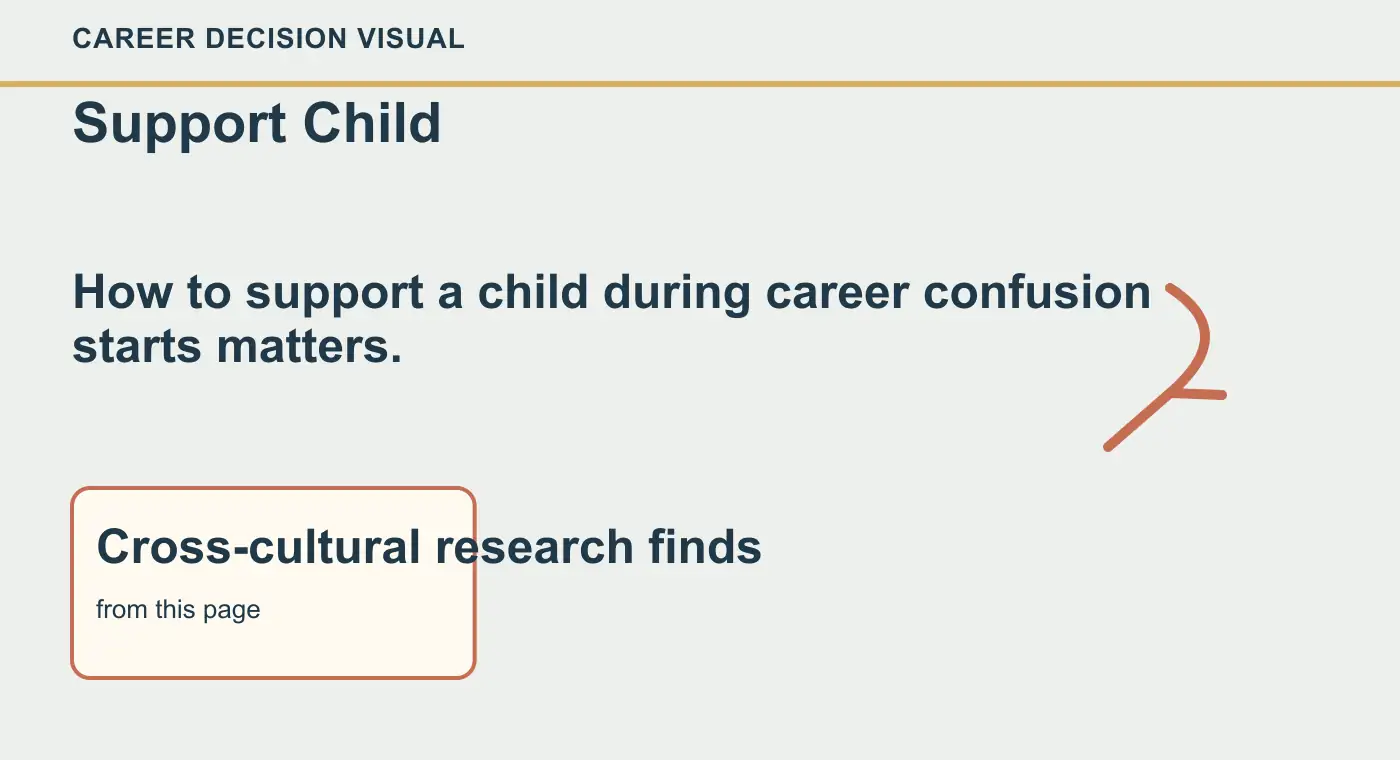 CAREER DECISION VISUAL
Support Child
How to support a child during career confusion
starts matters.
Cross-cultural research finds
from this page